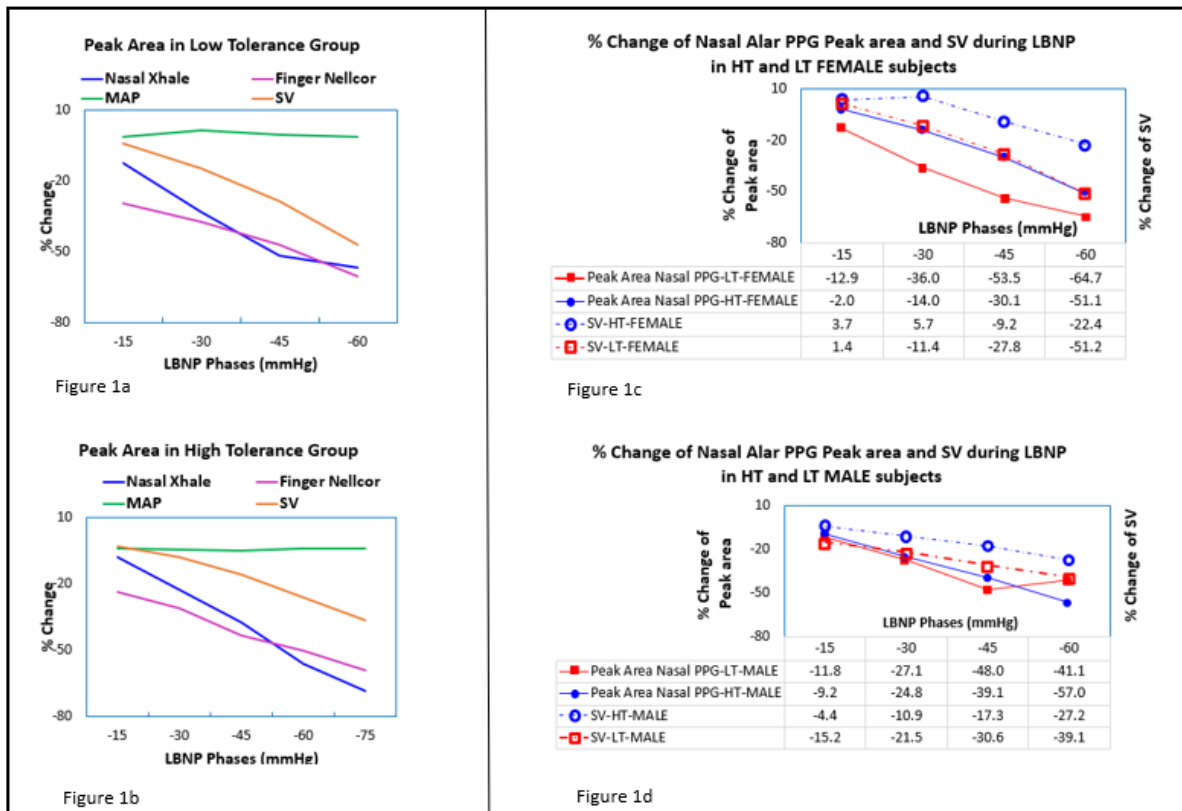 Peak Area in Low Tolerance Group
Nasal Xhale Finger Nellcor
MAP SV
10
-20
-50
-80
% Change
-15 -30 -45 -60
LBNP Phases (mmHg)
Figure 1a
Peak Area in High Tolerance Group
Nasal Xhale Finger Nellcor
MAP SV
10
-20
-50
-80
% Change
-15 -30 -45 -60 -75
LBNP Phases (mmHg)
Figure 1b
% Change of Nasal Alar PPG Peak area and SV during LBNP
in HT and LT FEMALE subjects
10
-20
-50
-80
% Change of
Peak area
% Change of SV
LBNP Phases (mmHg)
-15 -30 -45 -60
Peak Area Nasal PPG-LT-FEMALE -12.9 -36.0 -53.5 -64.7
Peak Area Nasal PPG-HT-FEMALE -2.0 -14.0 -30.1 -51.1
SV-HT-FEMALE 3.7 5.7 -9.2 -22.4
SV-LT-FEMALE 1.4 -11.4 -27.8 -51.2
Figure 1c
% Change of Nasal Alar PPG Peak area and SV during LBNP
in HT and LT MALE subjects
10
-20
-50
-80
% Change of
Peak area
% Change of SV
LBNP Phases (mmHg)
-15 -30 -45 -60
Peak Area Nasal PPG-LT-MALE -11.8 -27.1 -48.0 -41.1
Peak Area Nasal PPG-HT-MALE -9.2 -24.8 -39.1 -57.0
SV-HT-MALE -4.4 -10.9 -17.3 -27.2
SV-LT-MALE -15.2 -21.5 -30.6 -39.1
Figure 1d